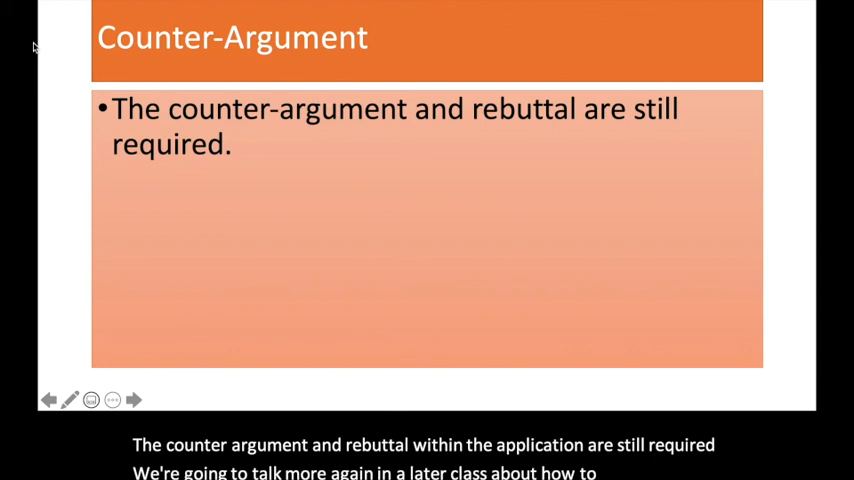 Counter-Argument
•The counter-argument and rebuttal are still
required.
The counter argument and rebuttal within the application are still required
We're going to talk more again in a later class about how to